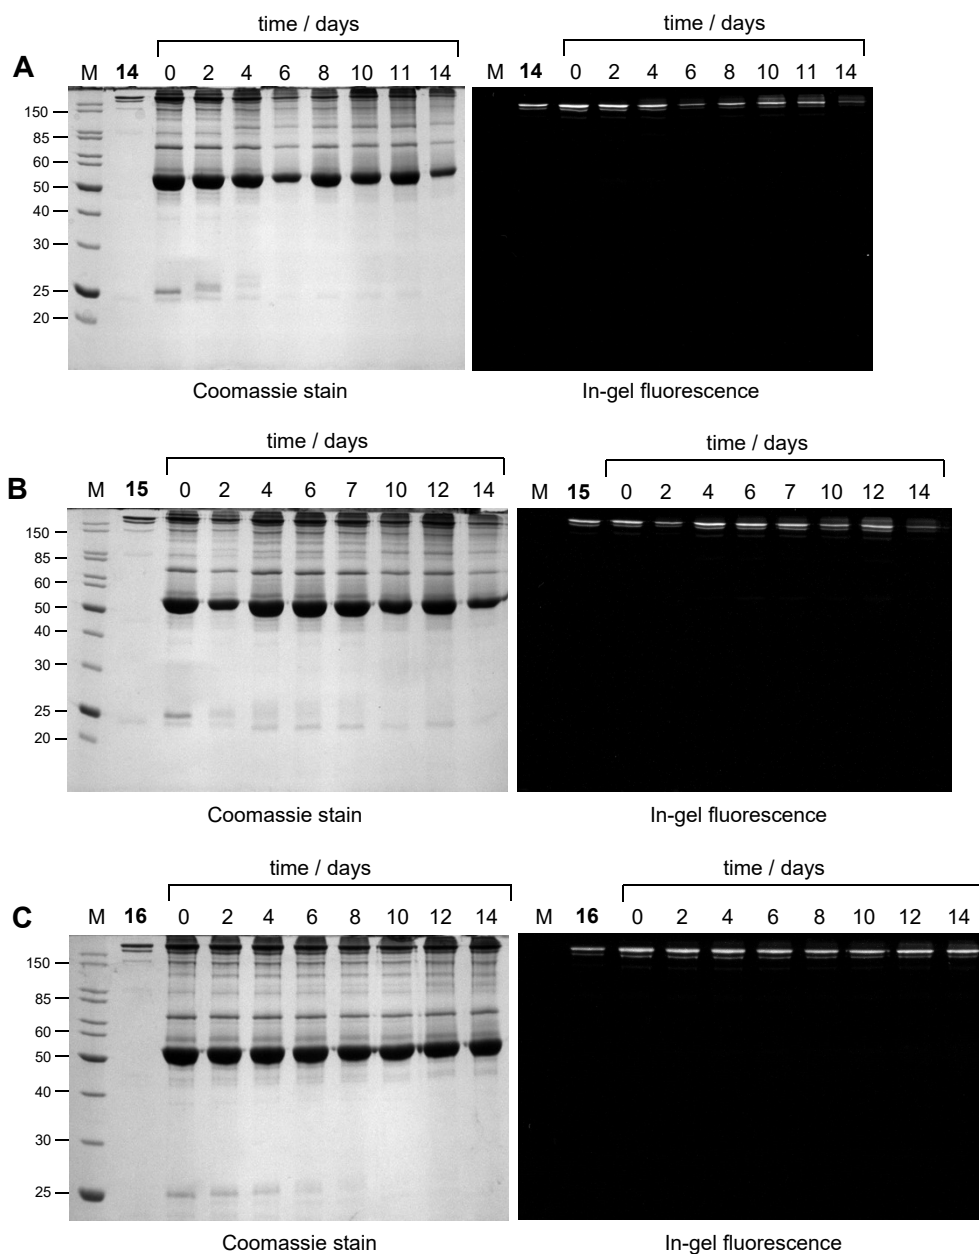 time / days
time / days
A
M 14 0 2 4 6 8 10 11 14
M 14 0 2 4 6 8 10 11 14
150
85
60
50
40
30
25
20
Coomassie stain
In-gel fluorescence
time / days
time / days
B
M 15 0 2 4 6 7 10 12 14
M 15 0 2 4 6 7 10 12 14
150
85
60
50
40
30
25
20
Coomassie stain
In-gel fluorescence
time / days
time / days
C
M 16 0 2 4 6 8 10 12 14
M 16 0 2 4 6 8 10 12 14
150
85
60
50
40
30
25
Coomassie stain
In-gel fluorescence